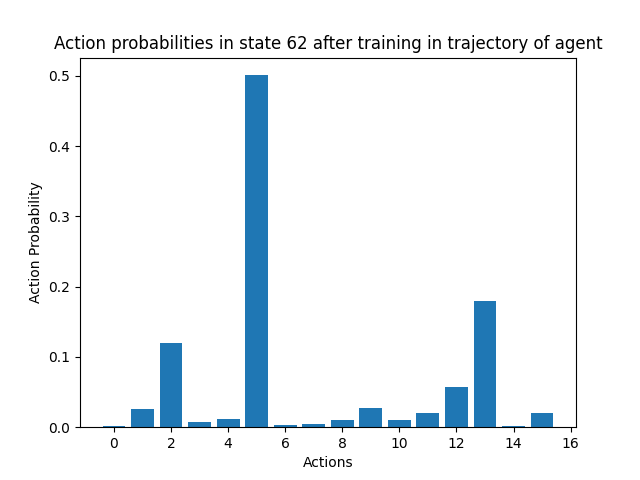 Action probabilities in state 62 after training in trajectory of agent
0.5
0.4
0.3
0.2
0.1
0.0
Action Probability
0 2 4 6 8 10 12 14 16
Actions